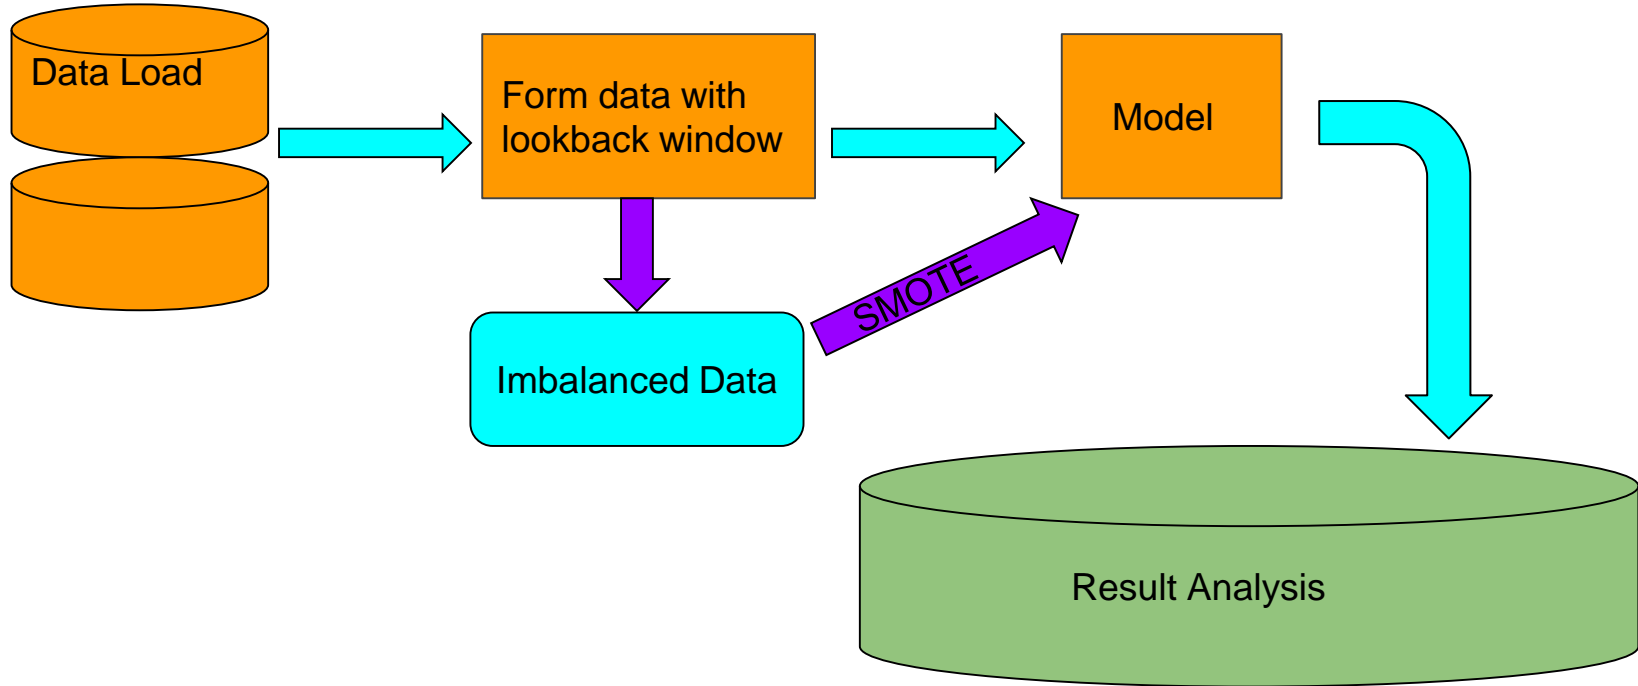 Data Load
Form data with
lookback window
Model
SMOTE
Imbalanced Data
Result Analysis